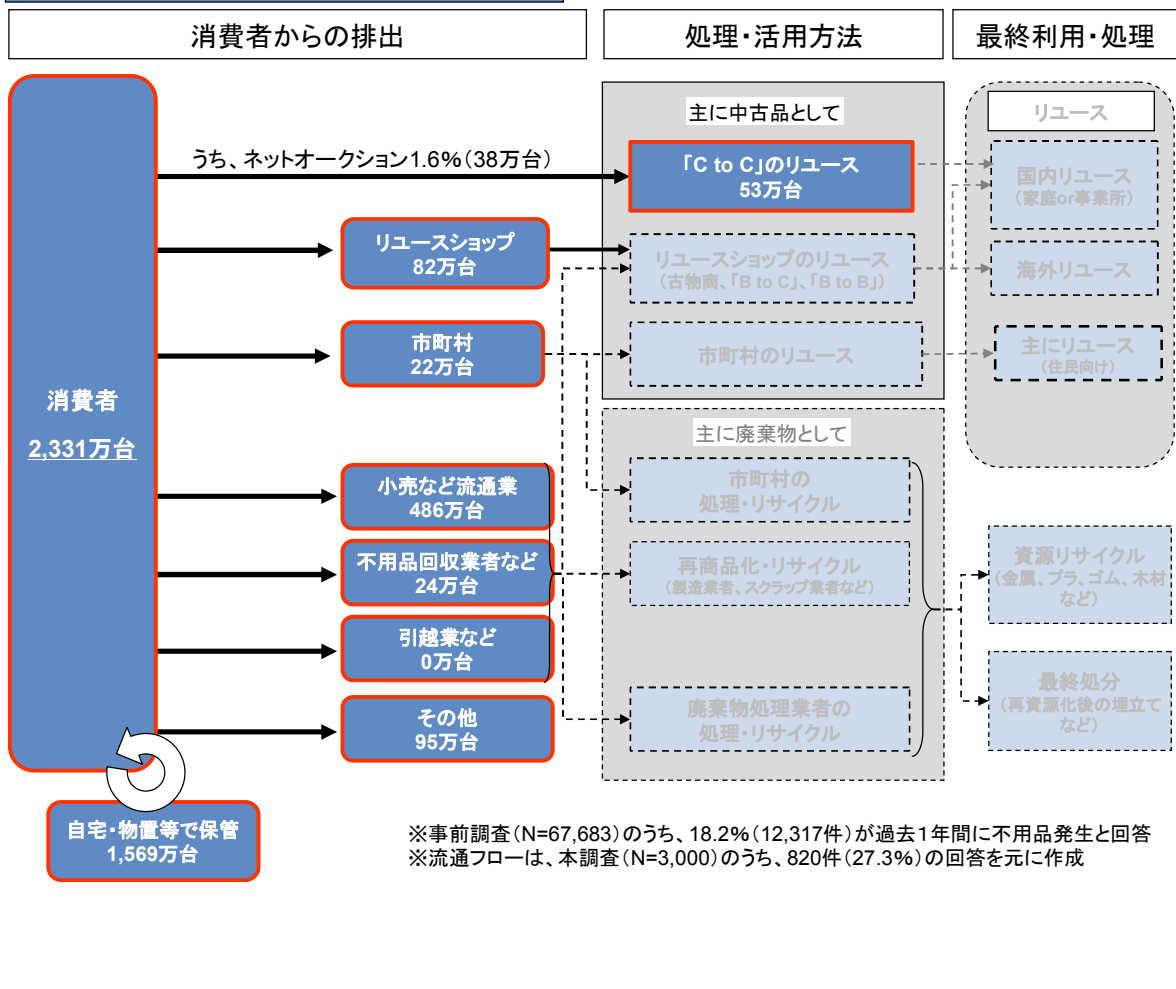 消費者からの排出
処理・活用方法
最終利用・処理
消費者
2,331万台
うち、ネットオークション1.6%(38万台)
リユースショップ
82万台
市町村
22万台
小売など流通業
486万台
不用品回収業者など
24万台
引越業など
0万台
その他
95万台
自宅・物置等で保管
1,569万台
主に中古品として
「C to C」のリユース
53万台
リユースショップのリユース
(古物商、「B to C」、「B to B」)
市町村のリユース
主に廃棄物として
市町村の
処理・リサイクル
再商品化・リサイクル
(製造業者、スクラップ業者など)
廃棄物処理業者の
処理・リサイクル
リユース
国内リユース
(家庭or事業所)
海外リユース
主にリユース
(住民向け)
資源リサイクル
(金属、プラ、ゴム、木材
など)
最終処分
(再資源化後の埋立て
など)
※事前調査(N=67,683)のうち、18.2%(12,317件)が過去1年間に不用品発生と回答
※流通フローは、本調査(N=3,000)のうち、820件(27.3%)の回答を元に作成